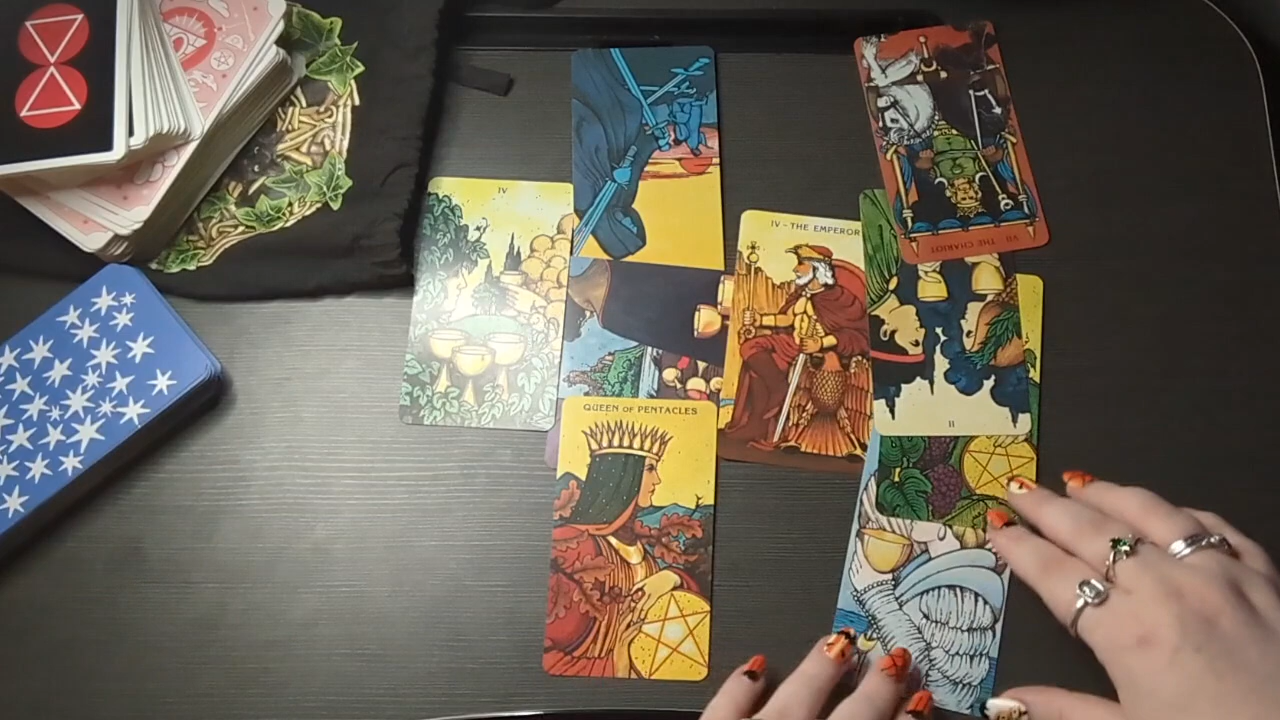 IV
IV - THE EMPEROR
VII THE CHARIOT
II
QUEEN OF PENTACLES